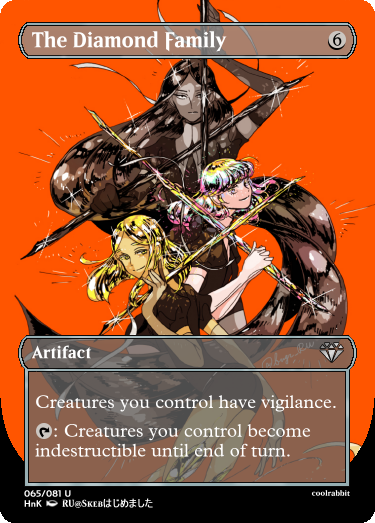 The Diamond Family 6
Artifact
Creatures you control have vigilance.
: Creatures you control become
indestructible until end of turn.
065/081 U
HnK RU@Skebはじめました
coolrabbit